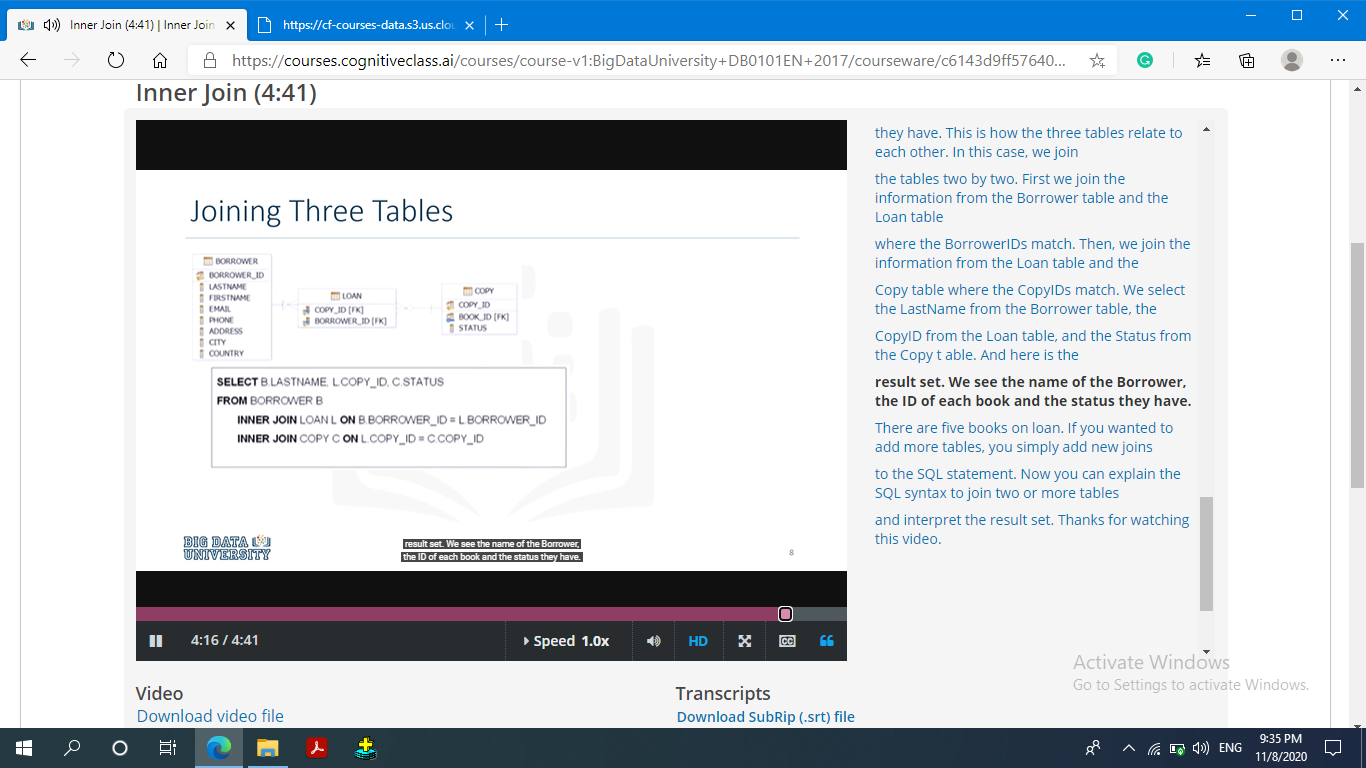 Inner Join (4:41) | Inner Join
https://cf-courses-data.s3.us.clou
https://courses.cognitiveclass.ai/courses/course-v1:BigDataUniversity+DB0101EN+2017/courseware/c6143d9ff57640...
Inner Join (4:41)
Joining Three Tables
BORROWER
BORROWER_ID
LASTNAME
FIRSTNAME
EMAIL
PHONE
ADDRESS
CITY
COUNTRY
LOAN
COPY_ID [FK]
BORROWER_ID [FK]
COPY
COPY_ID
BOOK_ID [FK]
STATUS
SELECT B.LASTNAME, L.COPY_ID, C.STATUS
FROM BORROWER B
INNER JOIN LOAN L ON B.BORROWER_ID = L.BORROWER_ID
INNER JOIN COPY C ON L.COPY_ID = C.COPY_ID
BIG DATA
UNIVERSITY
result set. We see the name of the Borrower,
the ID of each book and the status they have.
8
4:16 / 4:41
Speed 1.0x
HD
CC
they have. This is how the three tables relate to
each other. In this case, we join
the tables two by two. First we join the
information from the Borrower table and the
Loan table
where the BorrowerIDs match. Then, we join the
information from the Loan table and the
Copy table where the CopyIDs match. We select
the LastName from the Borrower table, the
CopyID from the Loan table, and the Status from
the Copy t able. And here is the
result set. We see the name of the Borrower,
the ID of each book and the status they have.
There are five books on loan. If you wanted to
add more tables, you simply add new joins
to the SQL statement. Now you can explain the
SQL syntax to join two or more tables
and interpret the result set. Thanks for watching
this video.
Video
Download video file
Transcripts
Download SubRip (.srt) file
Activate Windows
Go to Settings to activate Windows.
ENG
9:35 PM
11/8/2020